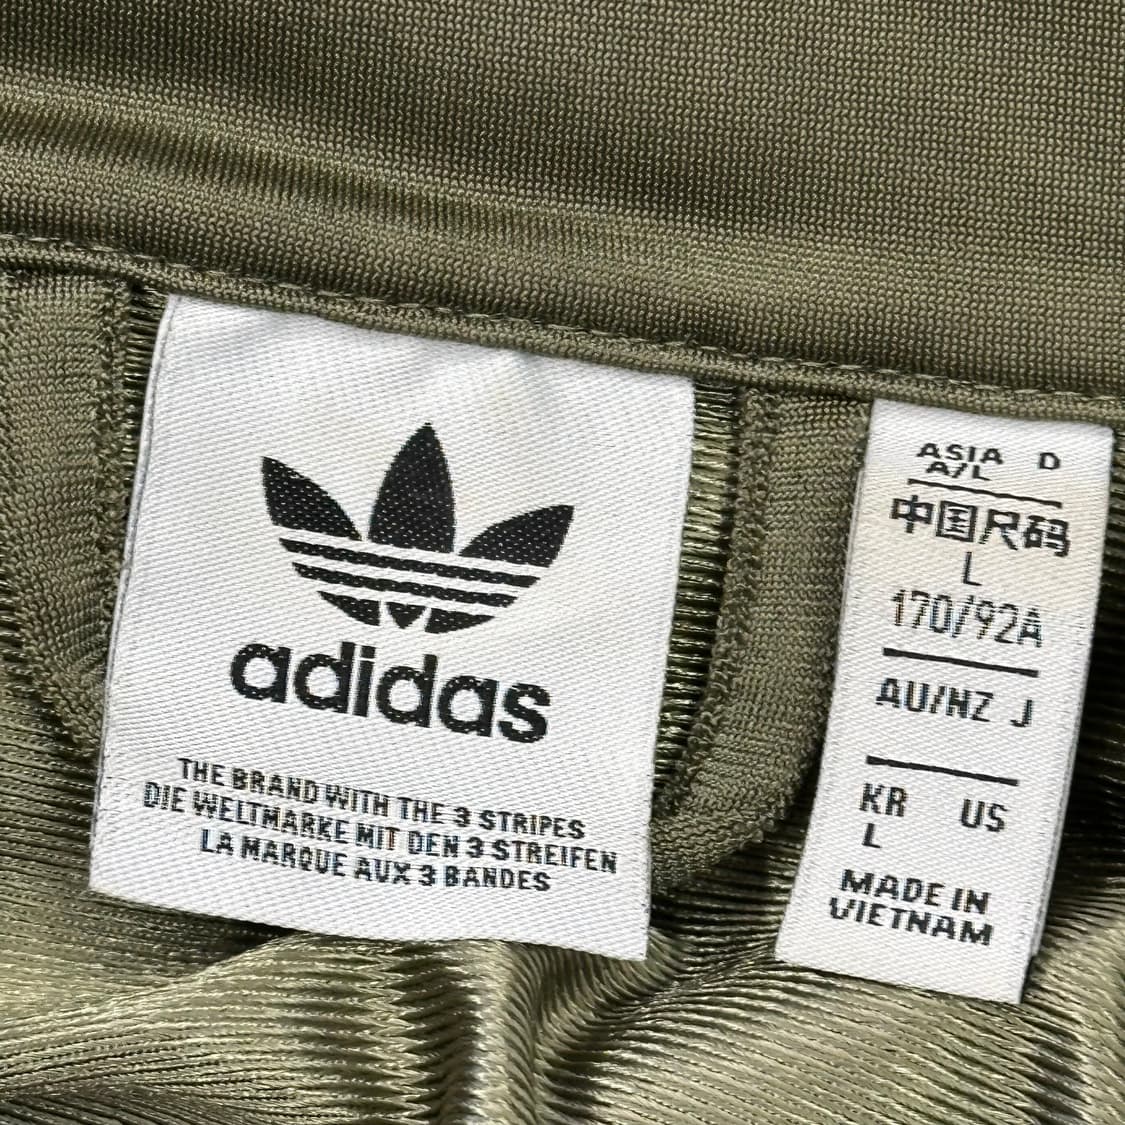 adidas
THE BRAND WITH THE 3 STRIPES
DIE WELTMARKE MIT DEN 3 STREIFEN
LA MARQUE AUX 3 BANDES
ASIA D
A/L
中国尺码
L
170/92A
AU/NZ J
KR US
L
MADE IN
VIETNAM